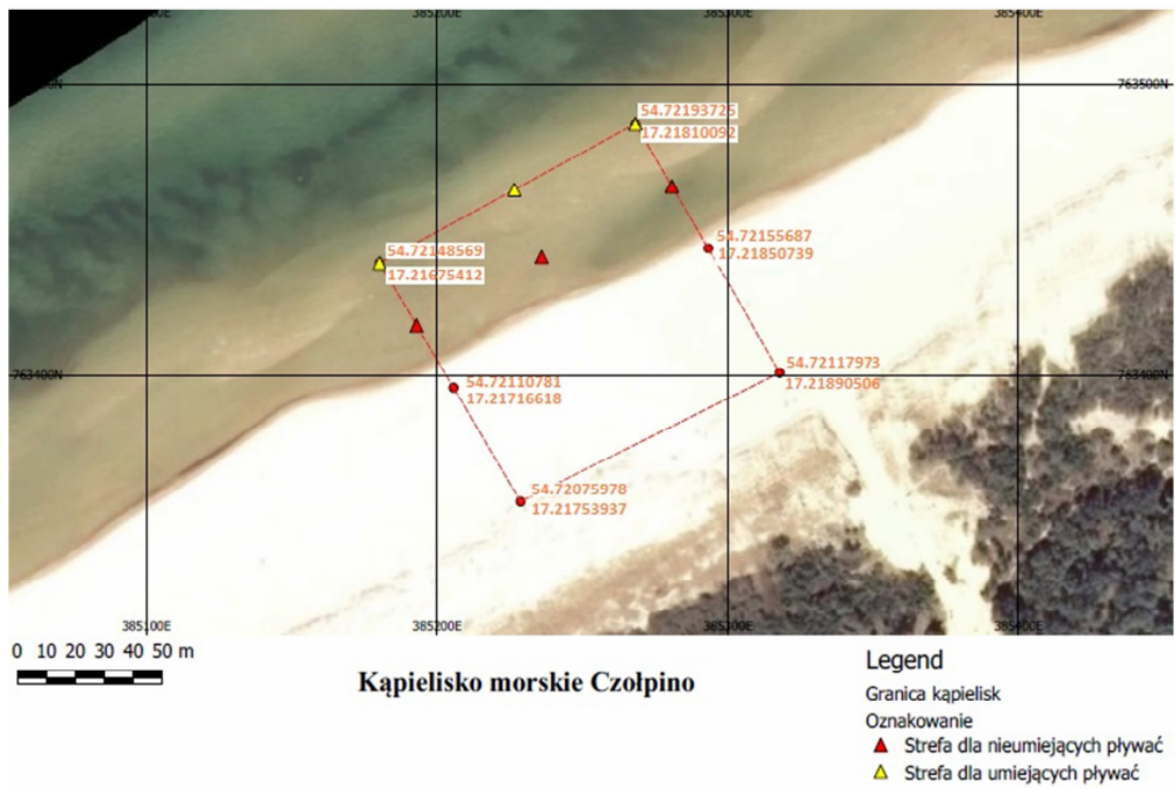 385200E
385300E
385400E
763500N
54.72193725
17.21810092
54.72155687
17.21850739
54.72148569
17.21675412
54.72117973
17.21890506
763400N
763400N
54.72110781
17.21716618
54.72075978
17.21753937
385100E
385200E
385300E
385400E
0 10 20 30 40 50 m
Kąpielisko morskie Czołpino
Legend
Granica kąpielisk
Oznakowanie
Strefa dla nieumiejących pływać
Strefa dla umiejących pływać